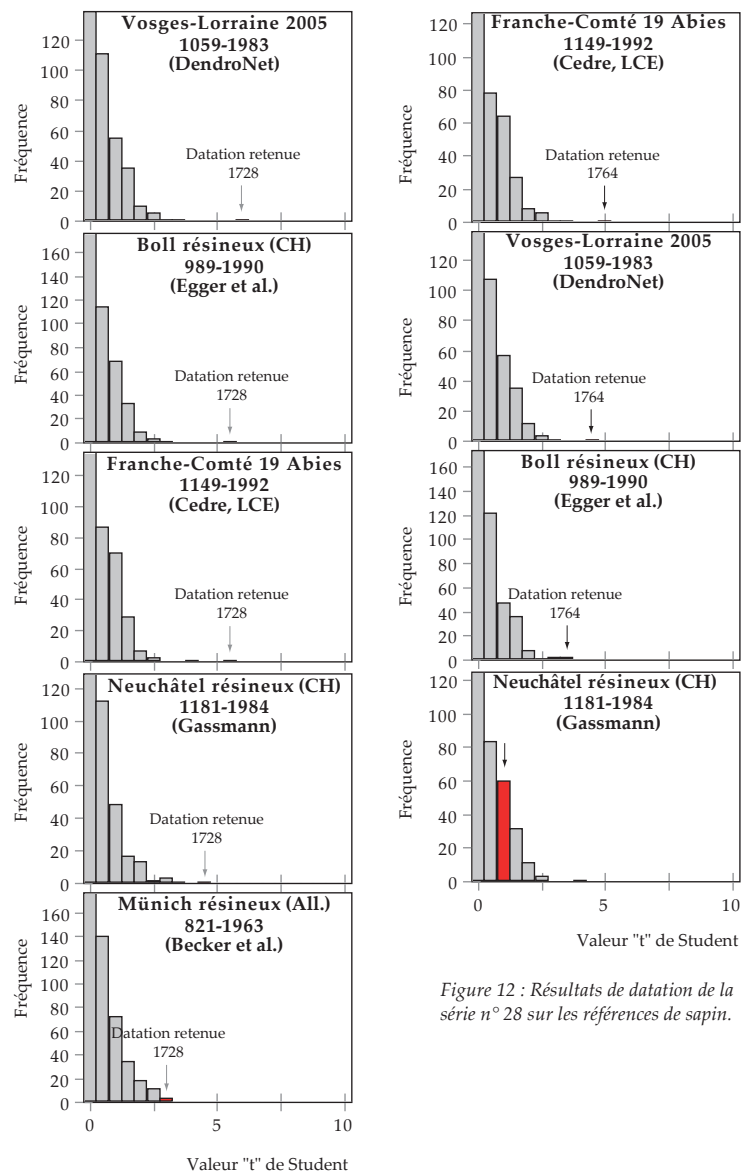 Vosges-Lorraine 2005
1059-1983
(DendroNet)
Fréquence
120
100
80
60
40
20
0
Datation retenue
1728
Boll résineux (CH)
989-1990
(Egger et al.)
Fréquence
160
140
120
100
80
60
40
20
0
Datation retenue
1728
Franche-Comté 19 Abies
1149-1992
(Cedre, LCE)
Fréquence
120
100
80
60
40
20
0
Datation retenue
1728
Neuchâtel résineux (CH)
1181-1984
(Gassmann)
Fréquence
120
100
80
60
40
20
0
Datation retenue
1728
Münich résineux (All.)
821-1963
(Becker et al.)
Fréquence
160
140
120
100
80
60
40
20
0
Datation retenue
1728
0 5 10
Valeur "t" de Student
Franche-Comté 19 Abies
1149-1992
(Cedre, LCE)
Fréquence
120
100
80
60
40
20
0
Datation retenue
1764
Vosges-Lorraine 2005
1059-1983
(DendroNet)
Fréquence
120
100
80
60
40
20
0
Datation retenue
1764
Boll résineux (CH)
989-1990
(Egger et al.)
Fréquence
160
140
120
100
80
60
40
20
0
Datation retenue
1764
Neuchâtel résineux (CH)
1181-1984
(Gassmann)
Fréquence
120
100
80
60
40
20
0
0 5 10
Valeur "t" de Student
Figure 12 : Résultats de datation de la
série n° 28 sur les références de sapin.